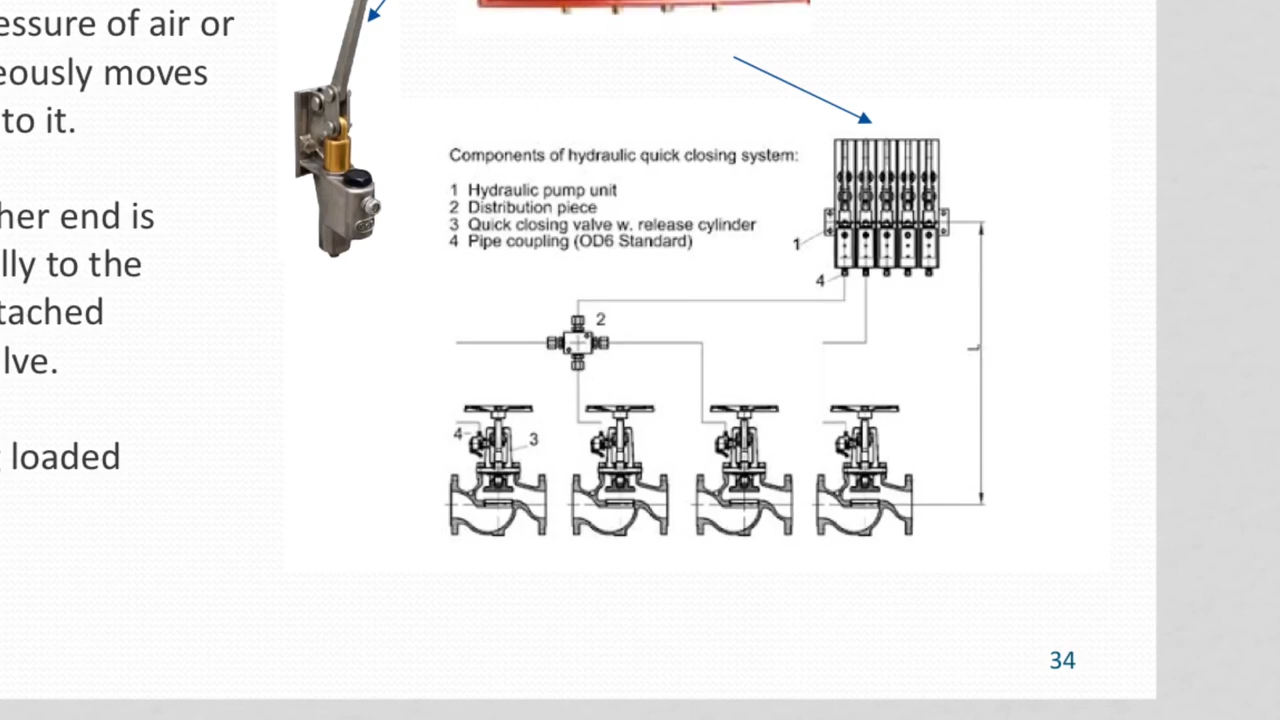 essure of air or
eously moves
to it.
her end is
lly to the
tached
lve.
loaded
Components of hydraulic quick closing system:
1 Hydraulic pump unit
2 Distribution piece
3 Quick closing valve w. release cylinder
4 Pipe coupling (OD6 Standard)
1
4
2
L
4
3
34